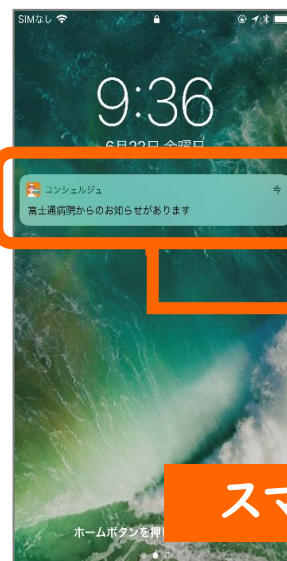 SIMなし
9:36
6月22日 金曜日
コンシェルジュ 今
富士通病院からのお知らせがあります
スマ
ホームボタンを押